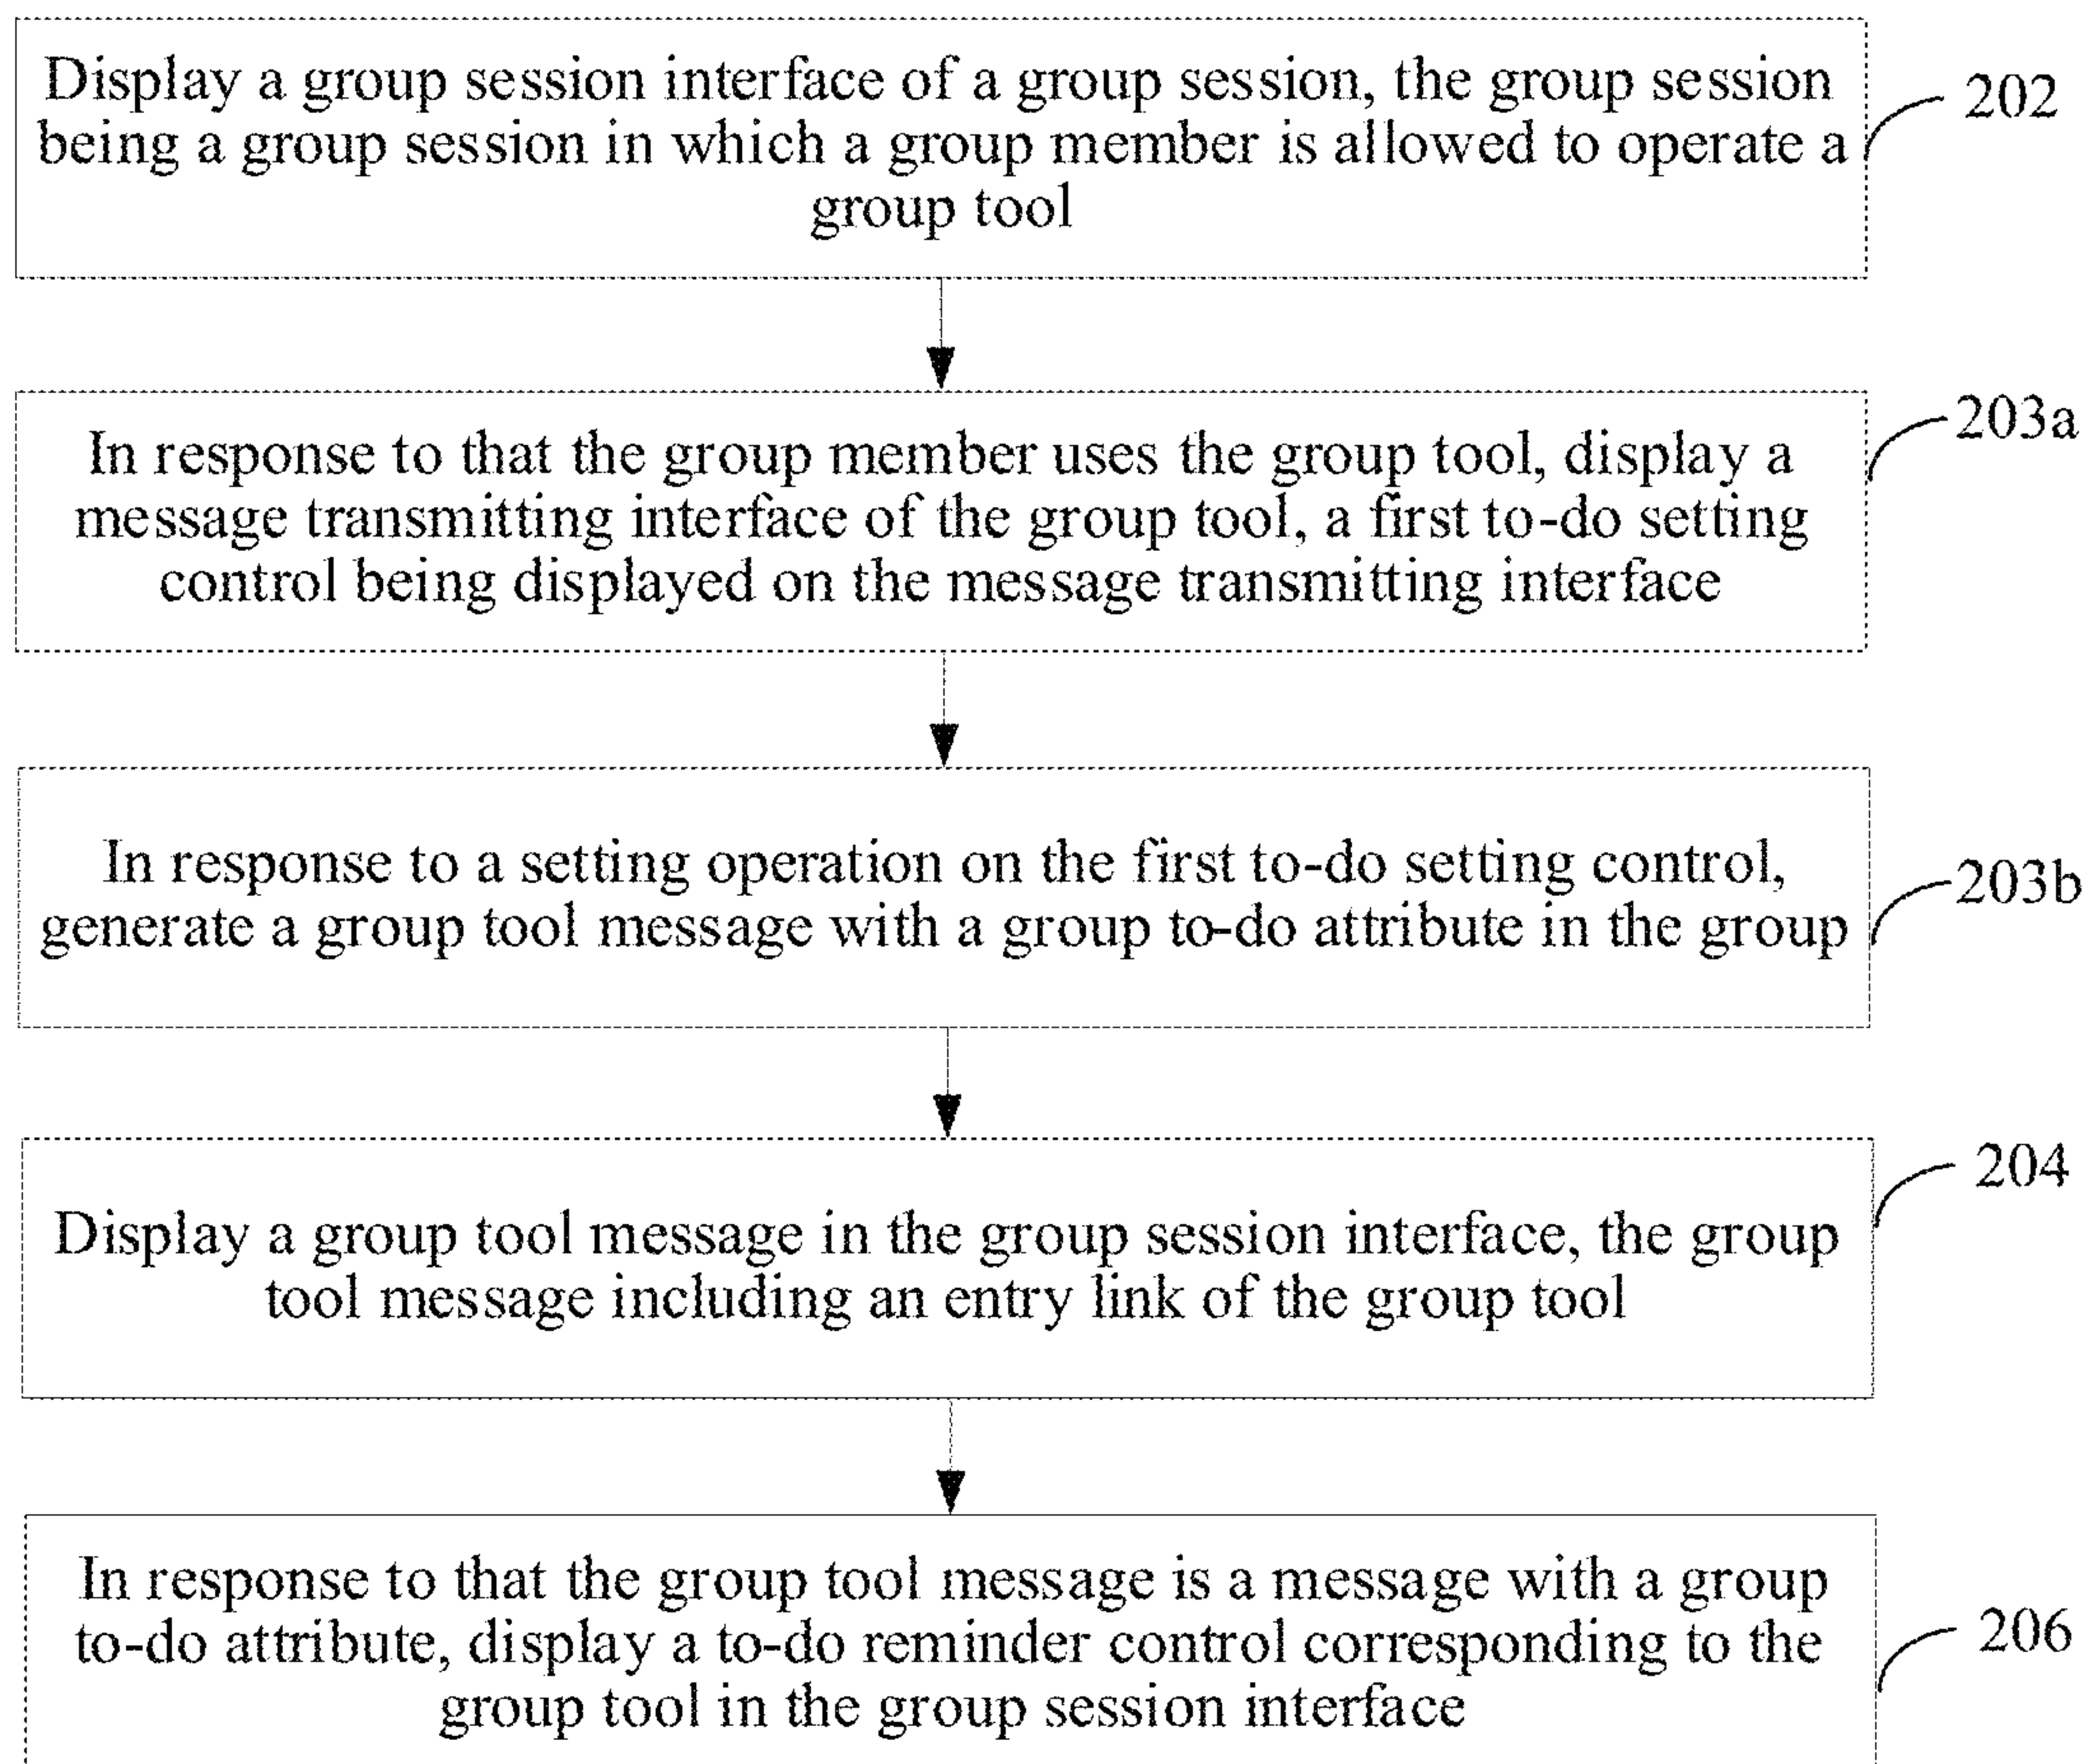 Display a group session interface of a group session, the group session
being a group session in which a group member is allowed to operate a
group tool
202
In response to that the group member uses the group tool, display a
message transmitting interface of the group tool, a first to-do setting
control being displayed on the message transmitting interface
203a
In response to a setting operation on the first to-do setting control,
generate a group tool message with a group to-do attribute in the group
203b
Display a group tool message in the group session interface, the group
tool message including an entry link of the group tool
204
In response to that the group tool message is a message with a group
to-do attribute, display a to-do reminder control corresponding to the
group tool in the group session interface
206